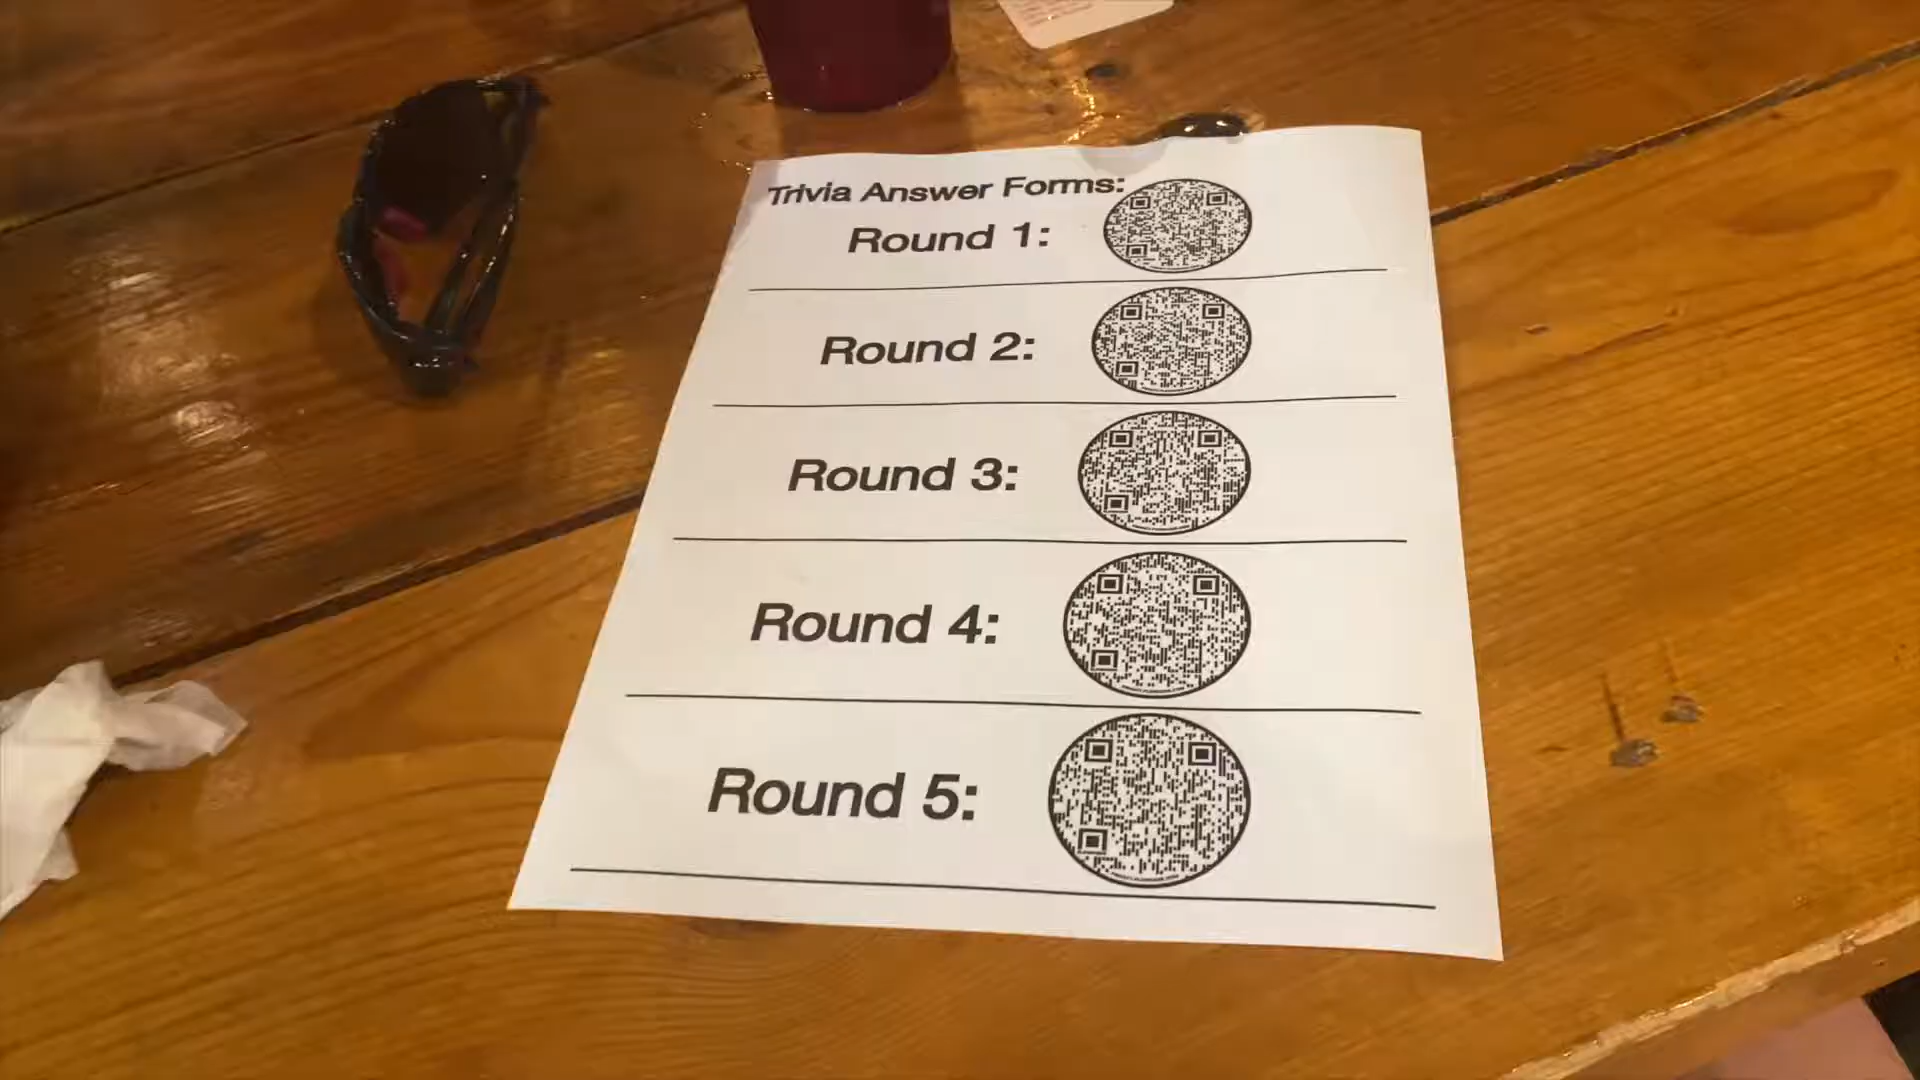 Trivia Answer Forms:
Round 1:
Round 2:
Round 3:
Round 4:
Round 5: